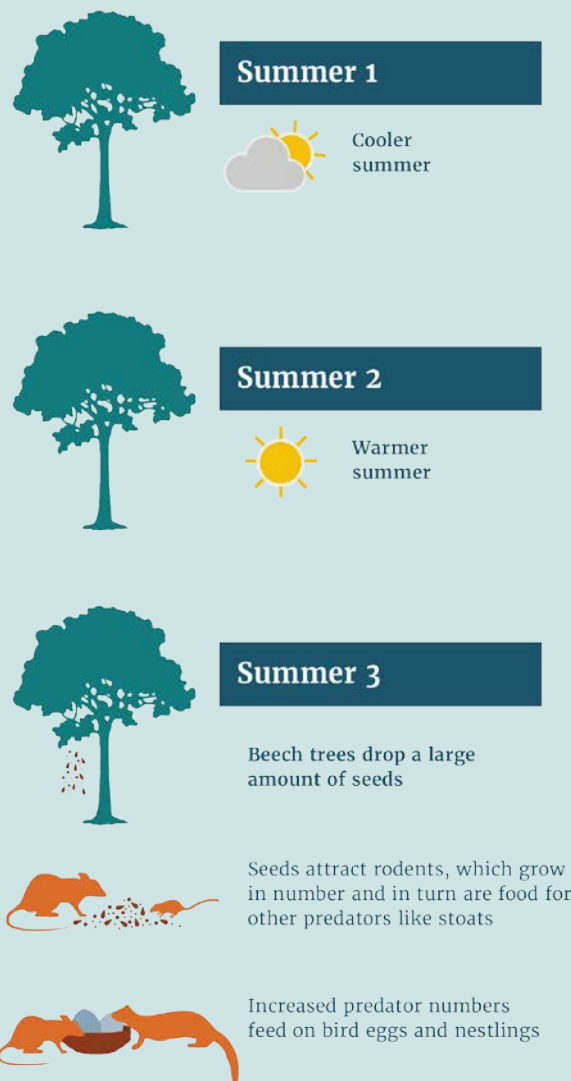 Summer 1
Cooler
summer
Summer 2
Warmer
summer
Summer 3
Beech trees drop a large
amount of seeds
Seeds attract rodents, which grow
in number and in turn are food for
other predators like stoats
Increased predator numbers
feed on bird eggs and nestlings